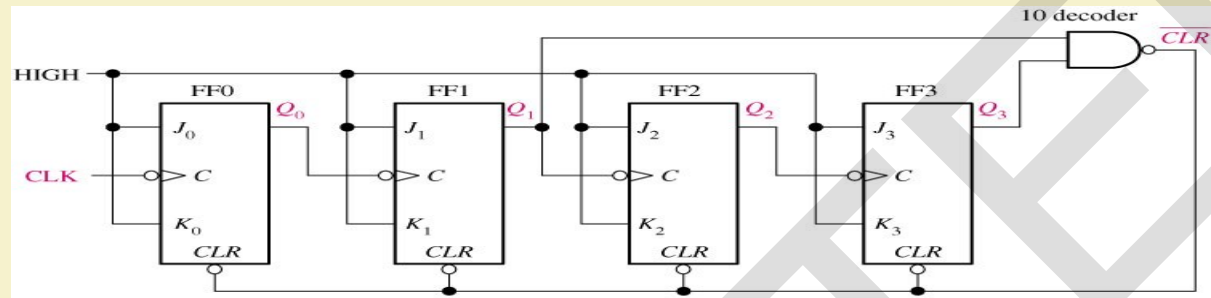 10 decoder
CLR
HIGH
FF0 FF1 FF2 FF3
Q0 Q1 Q2 Q3
J0 J1 J2 J3
CLK C C C C
K0 K1 K2 K3
CLR CLR CLR CLR